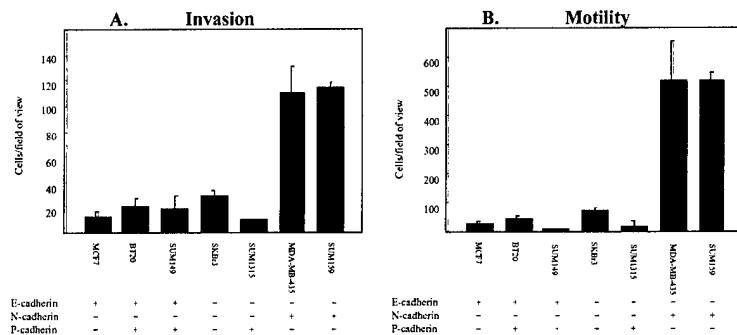 A. Invasion
Cells/field of view
140
120
100
80
60
40
20
MCF7 BT20 SUM149 SKBr3 SUM1315 MDA-MB-435 SUM159
E-cadherin + + + – – – –
N-cadherin – – – – – + +
P-cadherin – + + – + – –
B. Motility
Cells/field of view
600
500
400
300
200
100
MCF7 BT20 SUM149 SKBr3 SUM1315 MDA-MB-435 SUM159
E-cadherin + + + – – – –
N-cadherin – – – – – + +
P-cadherin – + + – + – –